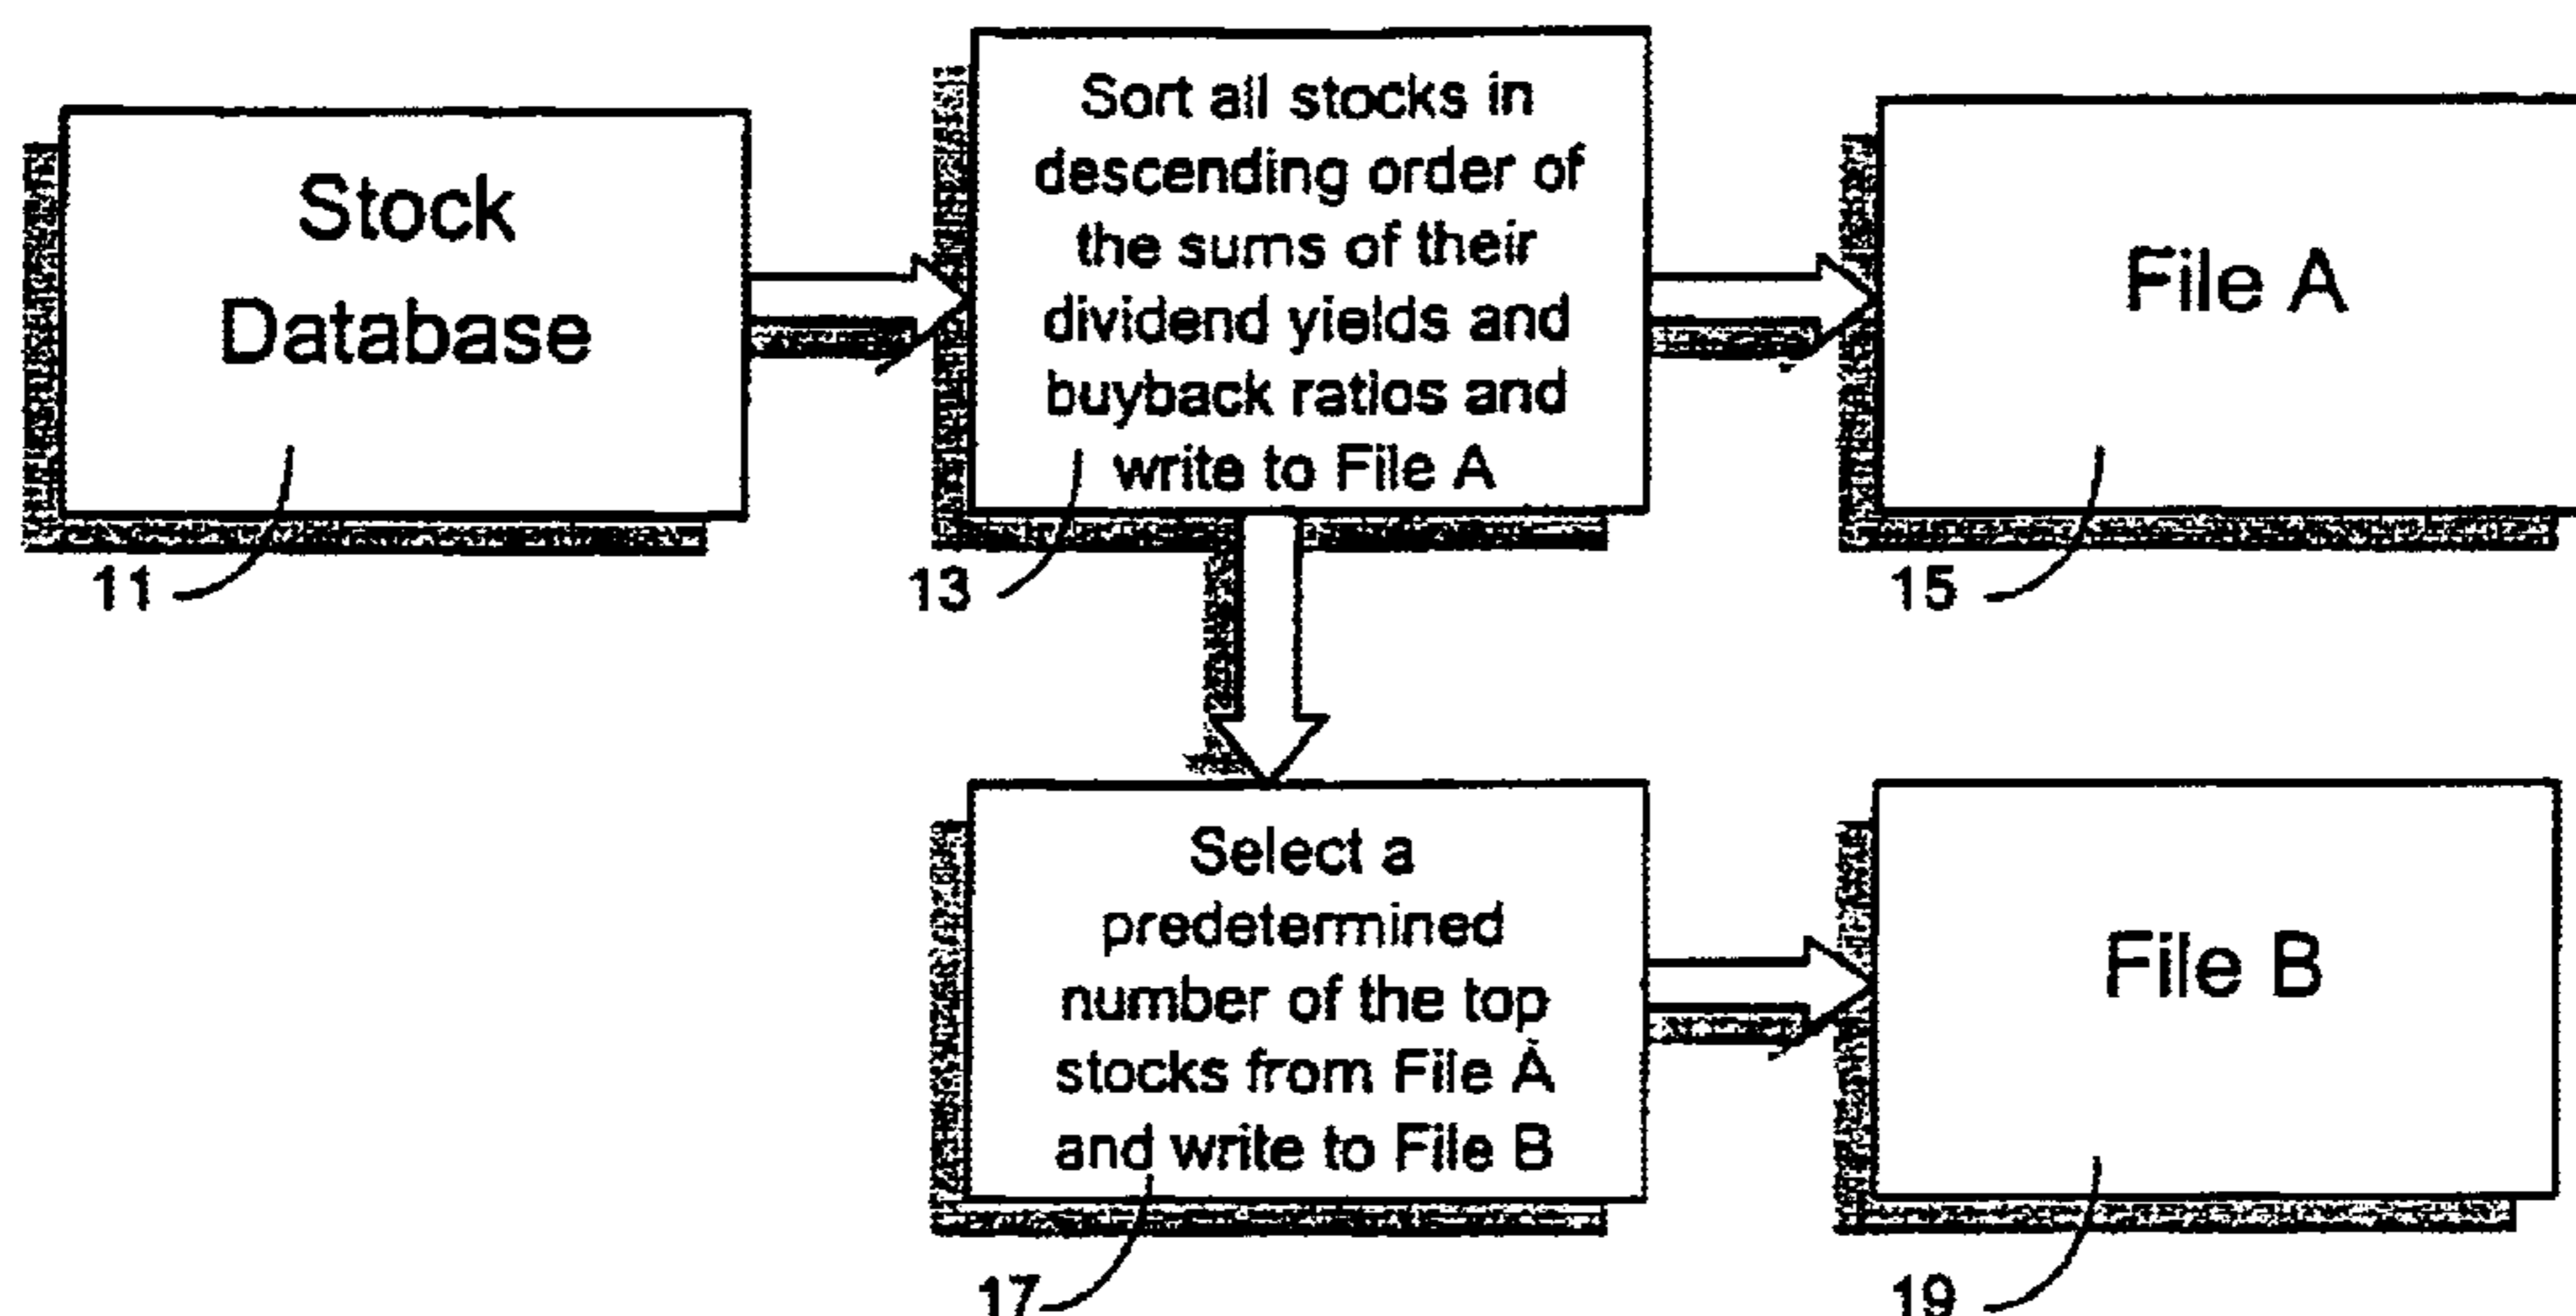 Stock
Database
11
Sort all stocks in
descending order of
the sums of their
dividend yields and
buyback ratios and
write to File A
13
File A
15
Select a
predetermined
number of the top
stocks from File A
and write to File B
17
File B
19